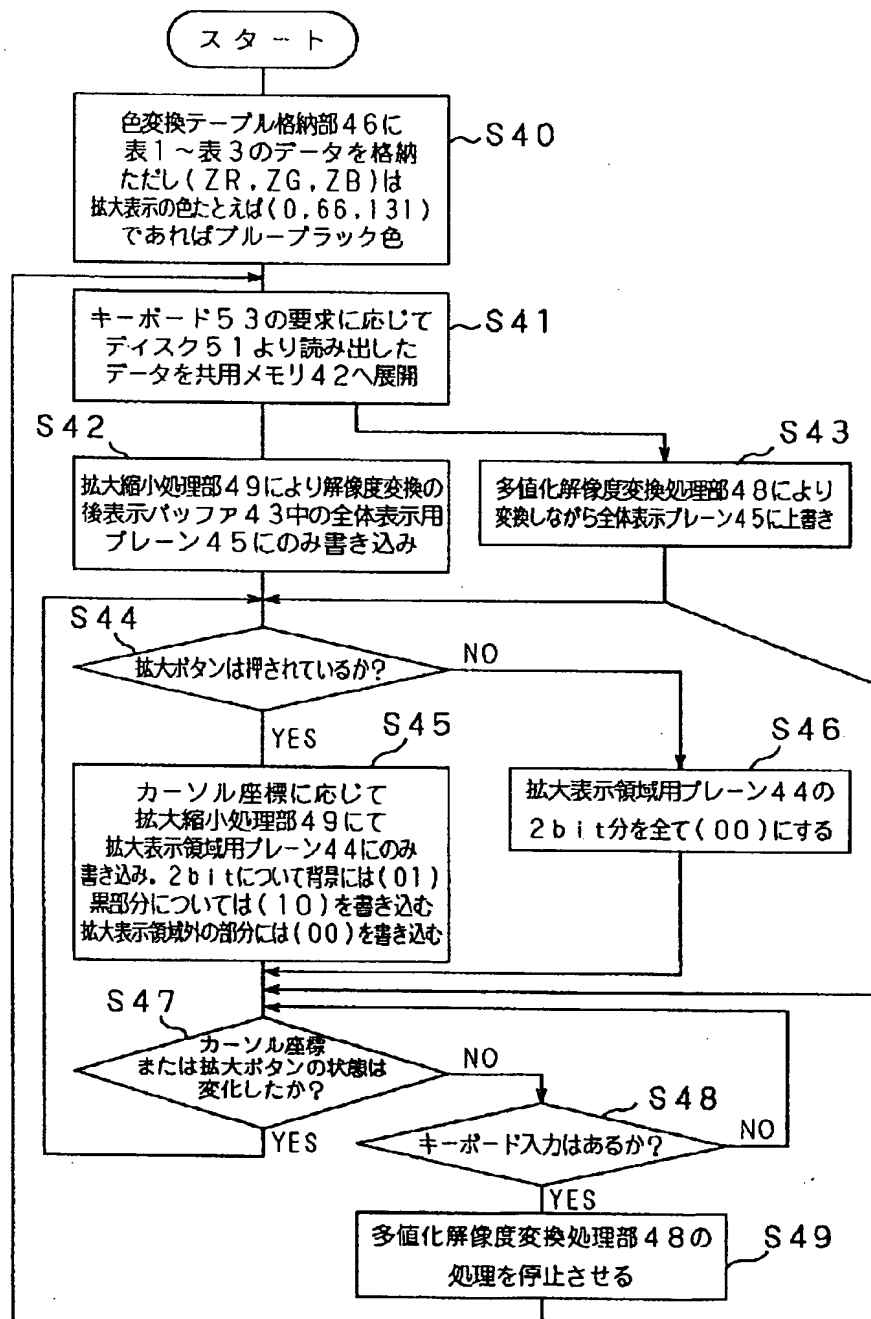 スタート
色変換テーブル格納部46に
表1～表3のデータを格納
ただし(ZR,ZG,ZB)は
拡大表示の色たとえば(0,66,131)
であればブルーブラック色
S40
キーボード53の要求に応じて
ディスク51より読み出した
データを共用メモリ42へ展開
S41
S42
拡大縮小処理部49により解像度変換の
後表示バッファ43中の全体表示用
プレーン45にのみ書き込み
S43
多値化解像度変換処理部48により
変換しながら全体表示プレーン45に上書き
S44
拡大ボタンは押されているか?
NO
YES
S45
カーソル座標に応じて
拡大縮小処理部49にて
拡大表示領域用プレーン44にのみ
書き込み.2bitについて背景には(01)
黒部分については(10)を書き込む
拡大表示領域外の部分には(00)を書き込む
S46
拡大表示領域用プレーン44の
2bit分を全て(00)にする
S47
カーソル座標
または拡大ボタンの状態は
変化したか?
NO
YES
S48
キーボード入力はあるか?
NO
YES
多値化解像度変換処理部48の
処理を停止させる
S49